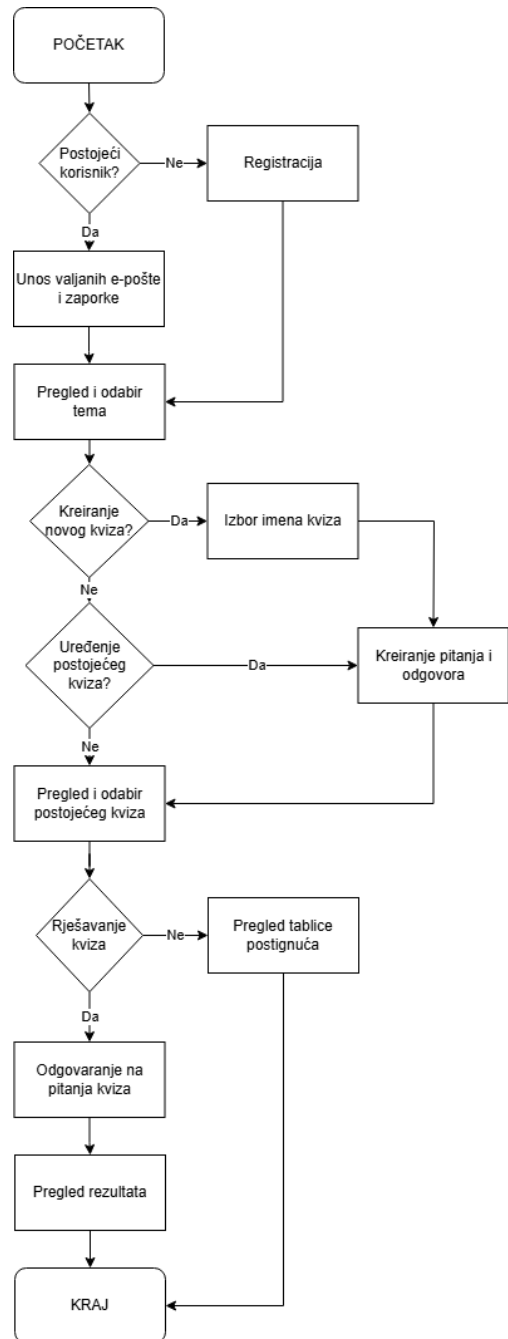 POČETAK
Postojeći
korisnik?
Ne
Registracija
Da
Unos valjanih e-pošte
i zaporke
Pregled i odabir
tema
Kreiranje
novog kviza?
Da
Izbor imena kviza
Ne
Uređenje
postojećeg
kviza?
Da
Kreiranje pitanja i
odgovora
Ne
Pregled i odabir
postojećeg kviza
Rješavanje
kviza
Ne
Pregled tablice
postignuća
Da
Odgovaranje na
pitanja kviza
Pregled rezultata
KRAJ